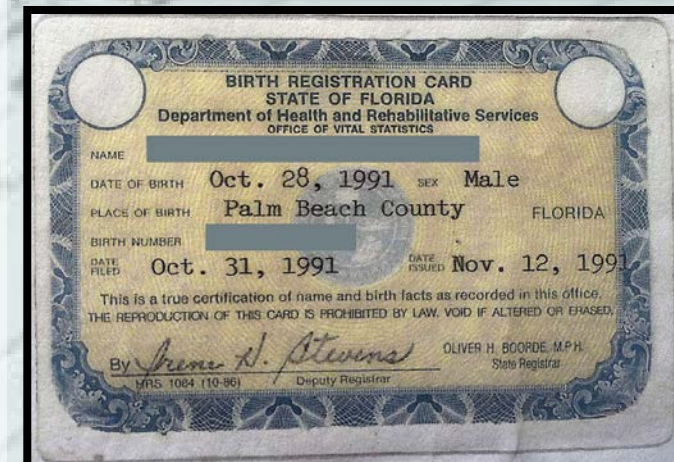 BIRTH REGISTRATION CARD
STATE OF FLORIDA
Department of Health and Rehabilitative Services
OFFICE OF VITAL STATISTICS
NAME
DATE OF BIRTH Oct. 28, 1991 SEX Male
PLACE OF BIRTH Palm Beach County FLORIDA
BIRTH NUMBER
DATE FILED Oct. 31, 1991 DATE ISSUED Nov. 12, 1991
This is a true certification of name and birth facts as recorded in this office.
THE REPRODUCTION OF THIS CARD IS PROHIBITED BY LAW. VOID IF ALTERED OR ERASED.
By Irene H. Stevens OLIVER H. BOORDE, M.P.H.
HRS 1084 (10-86) Deputy Registrar State Registrar